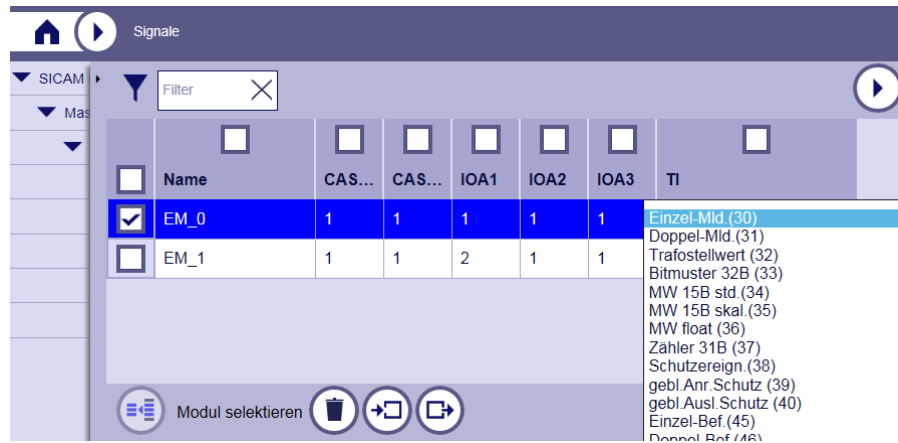 Signale
SICAM
Filter
Mas
Name CAS... CAS... IOA1 IOA2 IOA3 TI
EM_0 1 1 1 1 1 Einzel-Mld.(30)
Doppel-Mld.(31)
EM_1 1 1 2 1 1 Trafostellwert (32)
Bitmuster 32B (33)
MW 15B std.(34)
MW 15B skal.(35)
MW float (36)
Zähler 31B (37)
Schutzereign.(38)
gebl.Anr.Schutz (39)
Modul selektieren gebl.Ausl.Schutz (40)
Einzel-Bef.(45)
Doppel-Bef.(46)